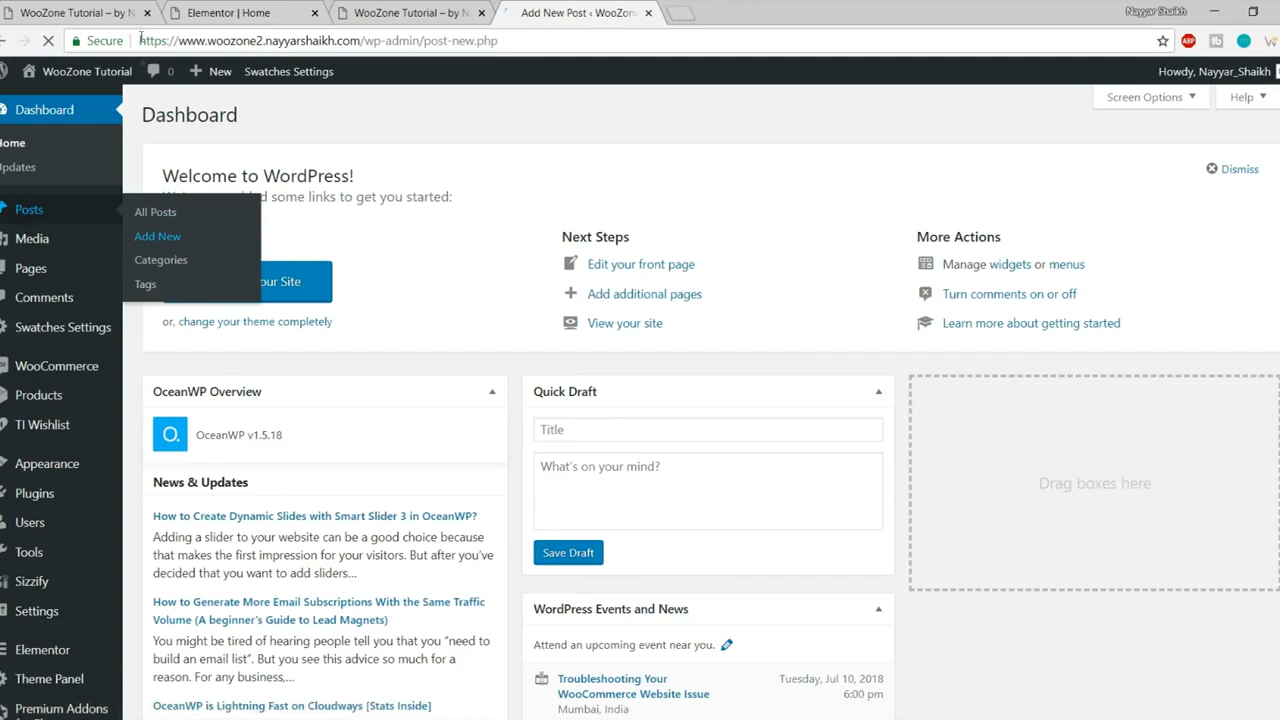 WooZone Tutorial – by N
Elementor | Home
WooZone Tutorial – by N
Add New Post ‹ WooZon
Nayyar Shaikh
Secure
https://www.woozone2.nayyarshaikh.com/wp-admin/post-new.php
ABP
WooZone Tutorial
0
New
Swatches Settings
Howdy, Nayyar_Shaikh
Dashboard
Home
Updates
Posts
Media
Pages
Comments
Swatches Settings
WooCommerce
Products
TI Wishlist
Appearance
Plugins
Users
Tools
Sizzify
Settings
Elementor
Theme Panel
Premium Addons
All Posts
Add New
Categories
Tags
Dashboard
Screen Options
Help
Welcome to WordPress!
some links to get you started:
Dismiss
our Site
or, change your theme completely
Next Steps
Edit your front page
Add additional pages
View your site
More Actions
Manage widgets or menus
Turn comments on or off
Learn more about getting started
OceanWP Overview
O.
OceanWP v1.5.18
News & Updates
How to Create Dynamic Slides with Smart Slider 3 in OceanWP?
Adding a slider to your website can be a good choice because
that makes the first impression for your visitors. But after you've
decided that you want to add sliders...
How to Generate More Email Subscriptions With the Same Traffic
Volume (A beginner's Guide to Lead Magnets)
You might be tired of hearing people tell you that you "need to
build an email list". But you see this advice so much for a
reason. For any business,...
OceanWP is Lightning Fast on Cloudways [Stats Inside]
Quick Draft
Title
What's on your mind?
Save Draft
WordPress Events and News
Attend an upcoming event near you.
Troubleshooting Your
WooCommerce Website Issue
Mumbai, India
Tuesday, Jul 10, 2018
6:00 pm
Drag boxes here